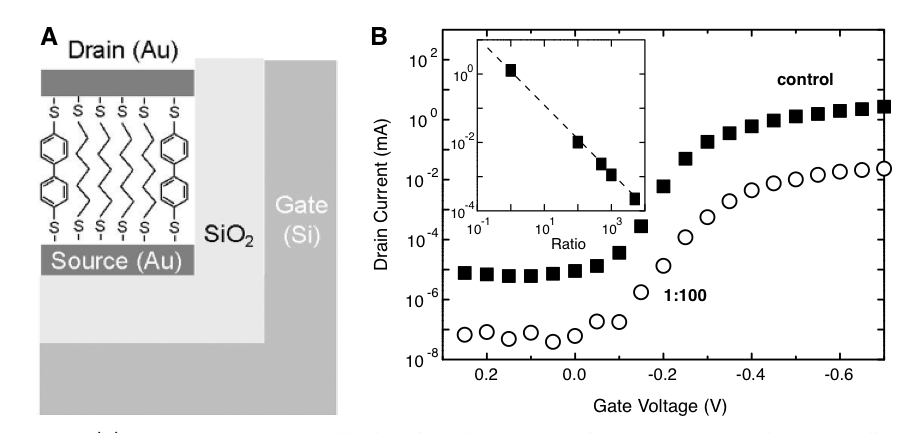 A
Drain (Au)
S S S S S S
S S S S S S
Source (Au)
SiO2
Gate
(Si)
B
Drain Current (mA)
10^2
10^0
10^-2
10^-4
10^-6
10^-8
0.2 0.0 -0.2 -0.4 -0.6
Gate Voltage (V)
control
1:100
10^0
10^-2
10^-4
10^-1 10^1 10^3
Ratio